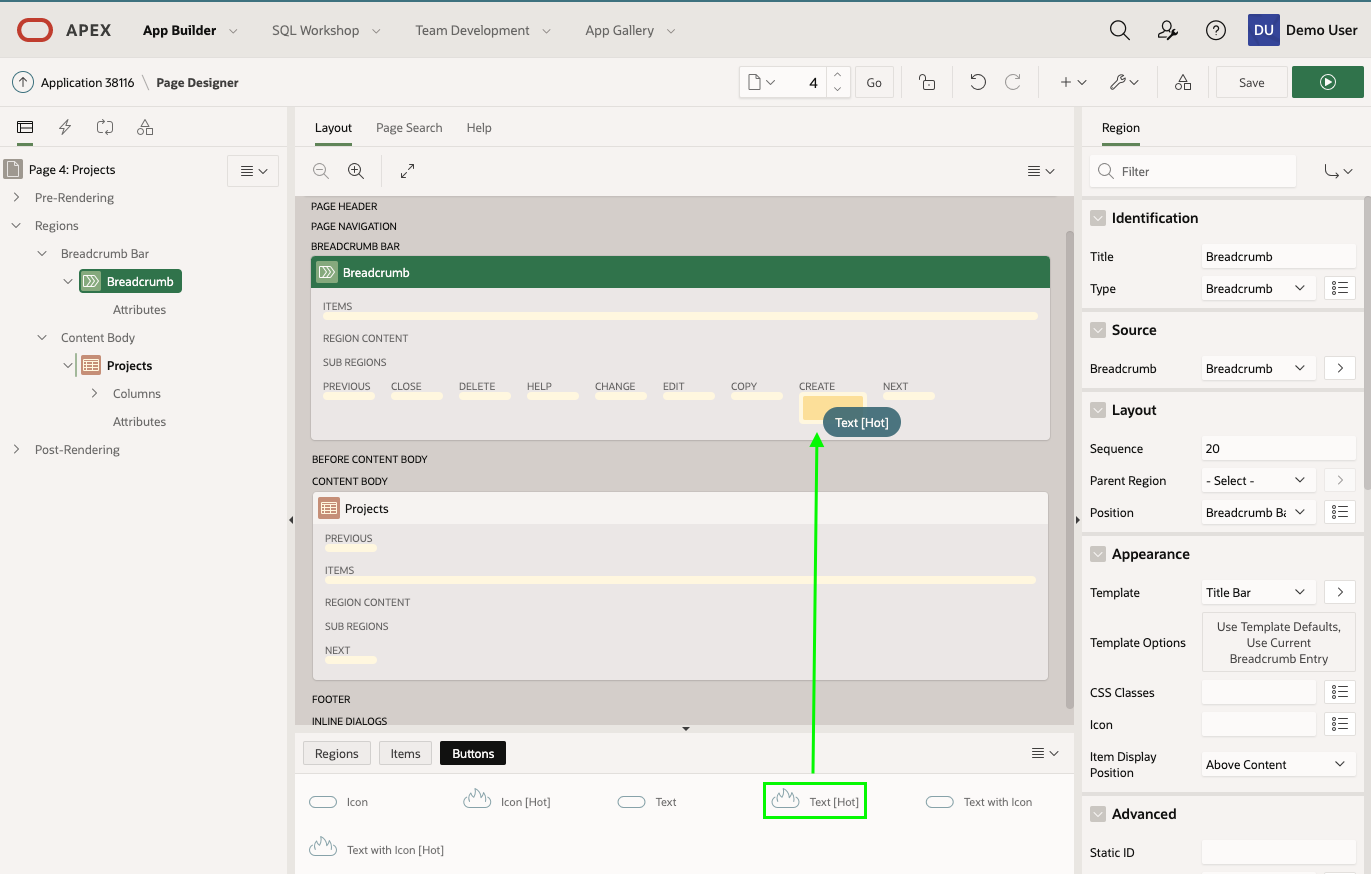 APEX App Builder SQL Workshop Team Development App Gallery DU Demo User
Application 38116 \ Page Designer 4 Go Save
Layout Page Search Help
Region
Page 4: Projects
Pre-Rendering
Regions
Breadcrumb Bar
Breadcrumb
Attributes
Content Body
Projects
Columns
Attributes
Post-Rendering
PAGE HEADER
PAGE NAVIGATION
BREADCRUMB BAR
Breadcrumb
ITEMS
REGION CONTENT
SUB REGIONS
PREVIOUS CLOSE DELETE HELP CHANGE EDIT COPY CREATE NEXT
Text [Hot]
BEFORE CONTENT BODY
CONTENT BODY
Projects
PREVIOUS
ITEMS
REGION CONTENT
SUB REGIONS
NEXT
FOOTER
INLINE DIALOGS
Regions Items Buttons
Icon Icon [Hot] Text Text [Hot] Text with Icon
Text with Icon [Hot]
Filter
Identification
Title Breadcrumb
Type Breadcrumb
Source
Breadcrumb Breadcrumb
Layout
Sequence 20
Parent Region - Select -
Position Breadcrumb Ba
Appearance
Template Title Bar
Template Options Use Template Defaults,
Use Current
Breadcrumb Entry
CSS Classes
Icon
Item Display
Position Above Content
Advanced
Static ID